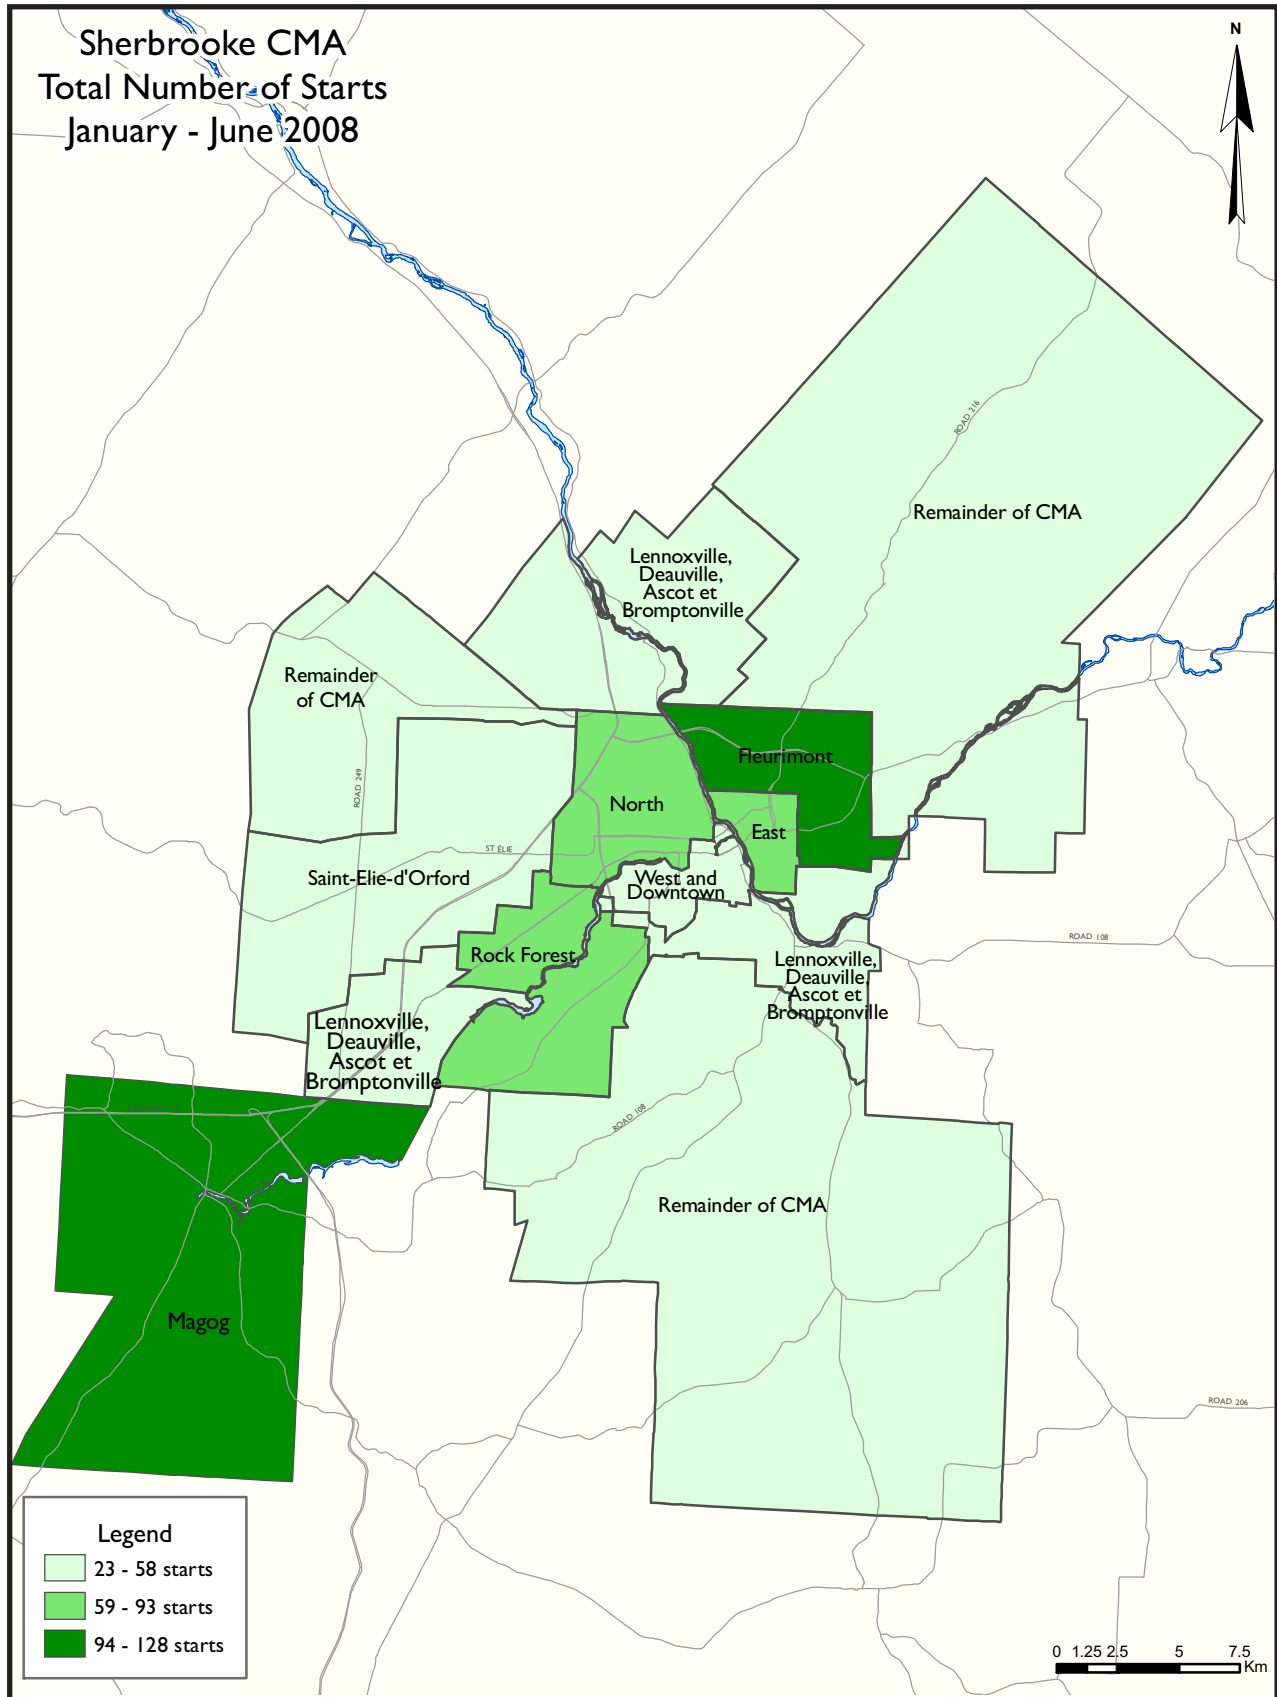 Sherbrooke CMA
Total Number of Starts
January - June 2008
N
ROAD 216
Remainder of CMA
Lennoxville,
Deauville,
Ascot et
Bromptonville
Remainder
of CMA
ROAD 249
Fleurimont
North
East
ST ÉLIE
Saint-Elie-d'Orford
West and
Downtown
Rock Forest
ROAD 108
Lennoxville,
Deauville,
Ascot et
Bromptonville
Lennoxville,
Deauville,
Ascot et
Bromptonville
ROAD 108
Remainder of CMA
Magog
ROAD 206
Legend
23 - 58 starts
59 - 93 starts
94 - 128 starts
0 1.25 2.5 5 7.5
Km